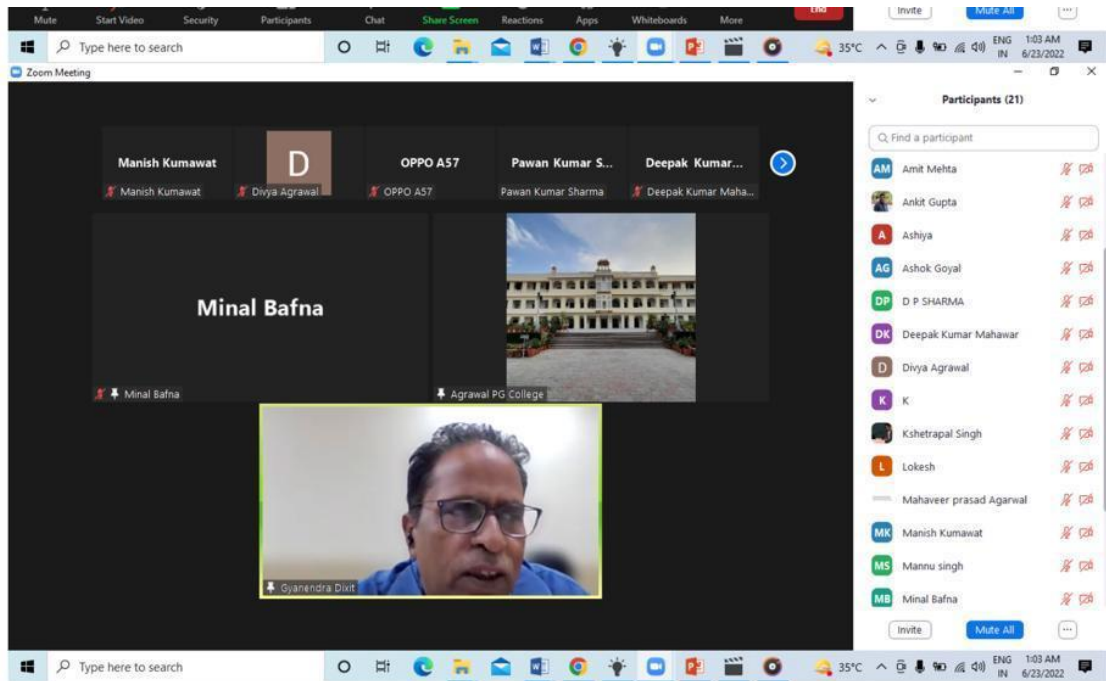 Mute Start Video Security Participants Chat Share Screen Reactions Apps Whiteboards More End Invite Mute All ...
Type here to search 35°C ENG 1:03 AM
IN 6/23/2022
Zoom Meeting
Participants (21)
Find a participant
Manish Kumawat D OPPO A57 Pawan Kumar S... Deepak Kumar...
Manish Kumawat Divya Agrawal OPPO A57 Pawan Kumar Sharma Deepak Kumar Maha...
Minal Bafna
Minal Bafna Agrawal PG College
Gyanendra Dixit
AM Amit Mehta
Ankit Gupta
A Ashiya
AG Ashok Goyal
DP D P SHARMA
DK Deepak Kumar Mahawar
D Divya Agrawal
K K
Kshetrapal Singh
L Lokesh
Mahaveer prasad Agarwal
MK Manish Kumawat
MS Mannu singh
MB Minal Bafna
Invite Mute All ...
Type here to search 35°C ENG 1:03 AM
IN 6/23/2022